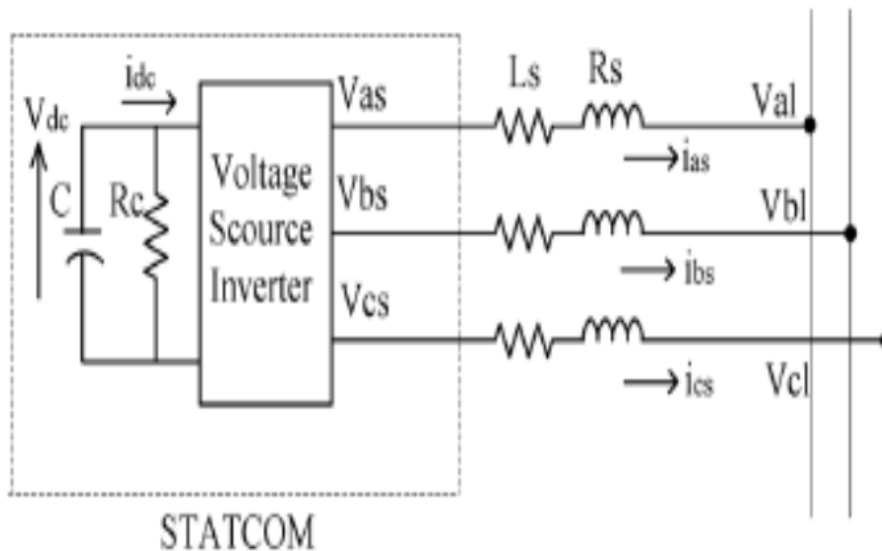 idc
Vdc
C
Rc
Voltage
Scource
Inverter
Vas
Vbs
Vcs
Ls
Rs
ias
ibs
ics
Val
Vbl
Vcl
STATCOM